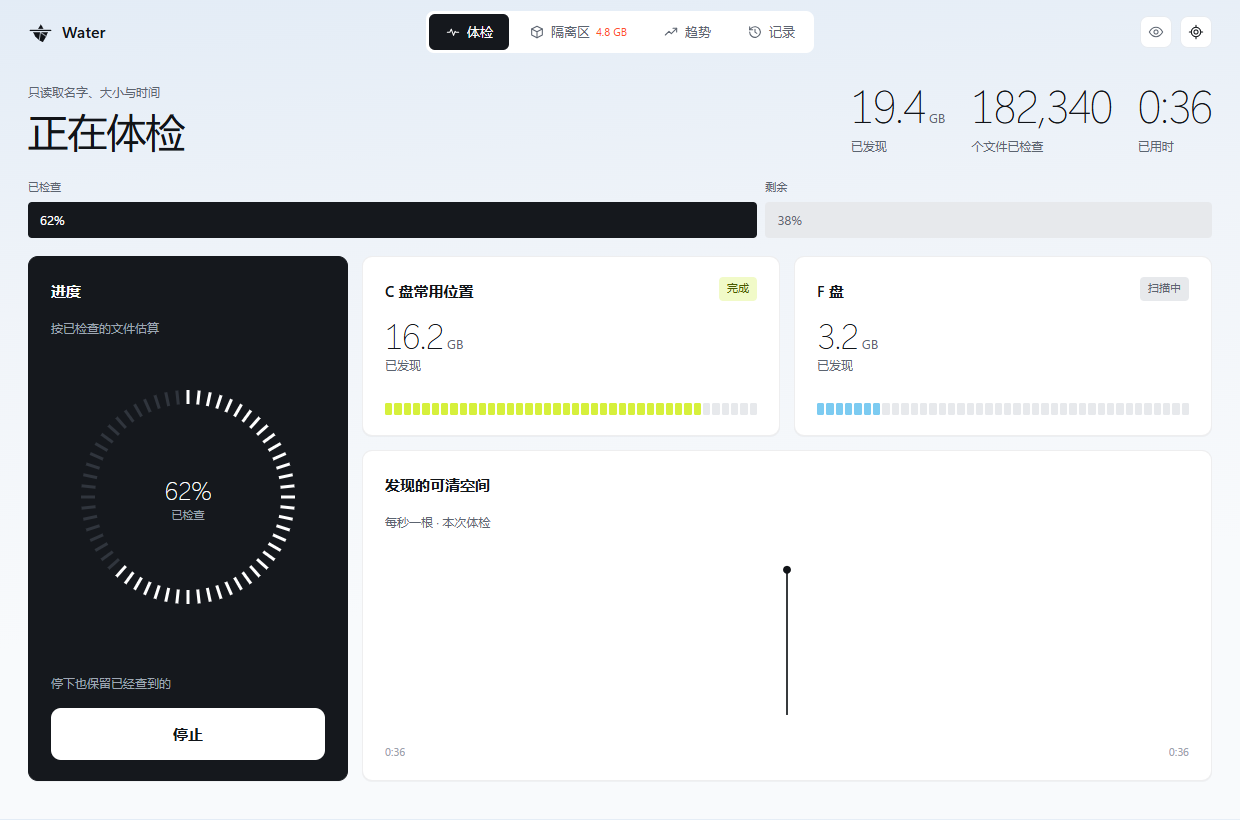 Water
体检
隔离区 4.8 GB
趋势
记录
只读取名字、大小与时间
正在体检
19.4 GB
已发现
182,340
个文件已检查
0:36
已用时
已检查
62%
剩余
38%
进度
按已检查的文件估算
62%
已检查
停下也保留已经查到的
停止
C 盘常用位置
完成
16.2 GB
已发现
F 盘
扫描中
3.2 GB
已发现
发现的可清空间
每秒一根 · 本次体检
0:36
0:36